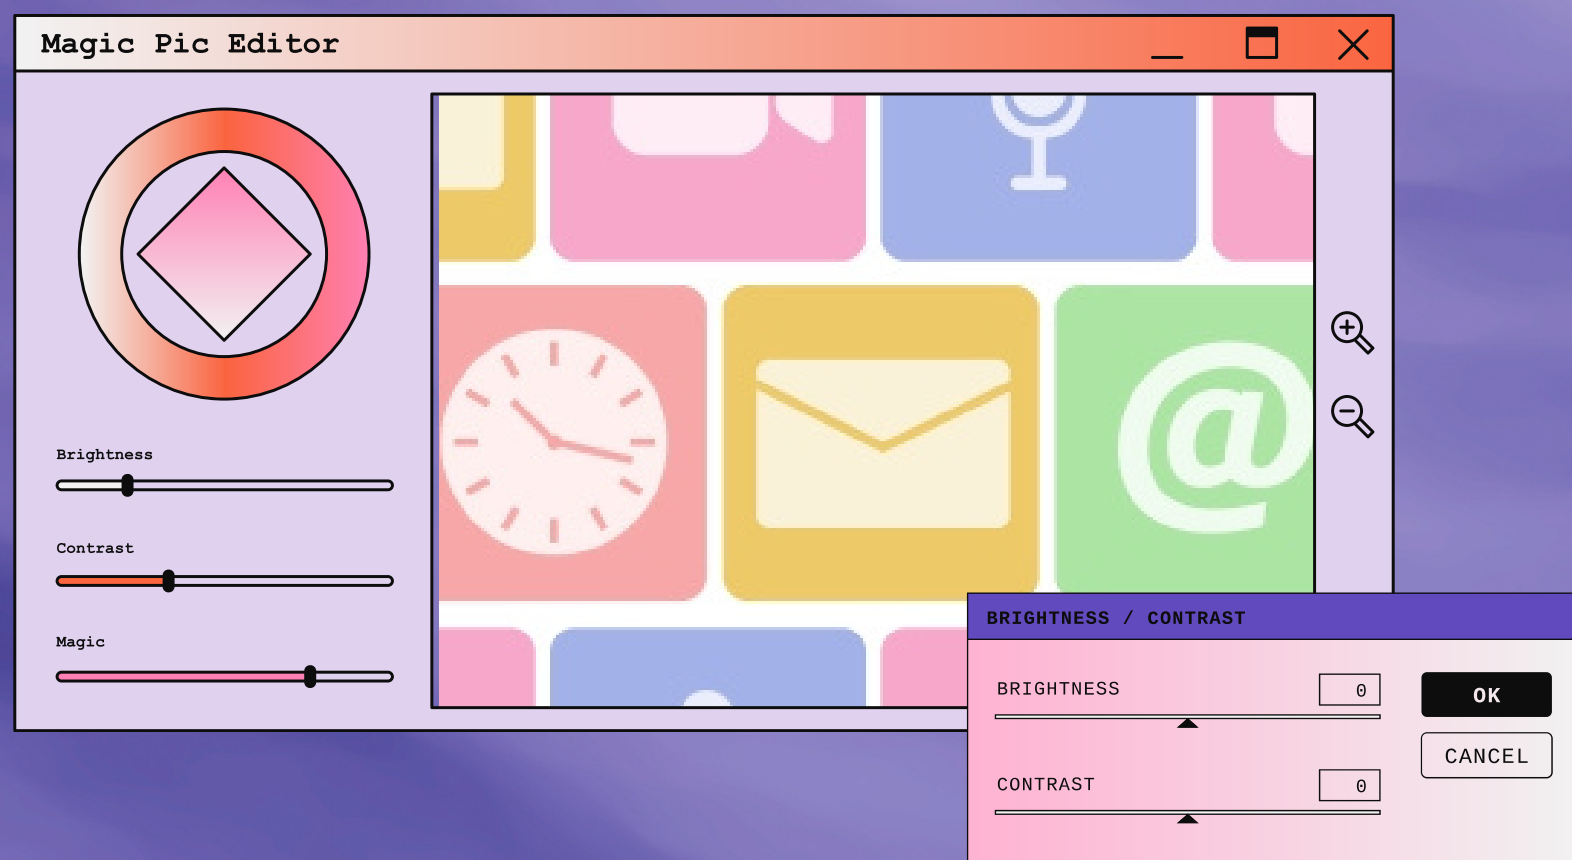 Magic Pic Editor
Brightness
Contrast
Magic
@
BRIGHTNESS / CONTRAST
BRIGHTNESS 0
OK
CANCEL
CONTRAST 0